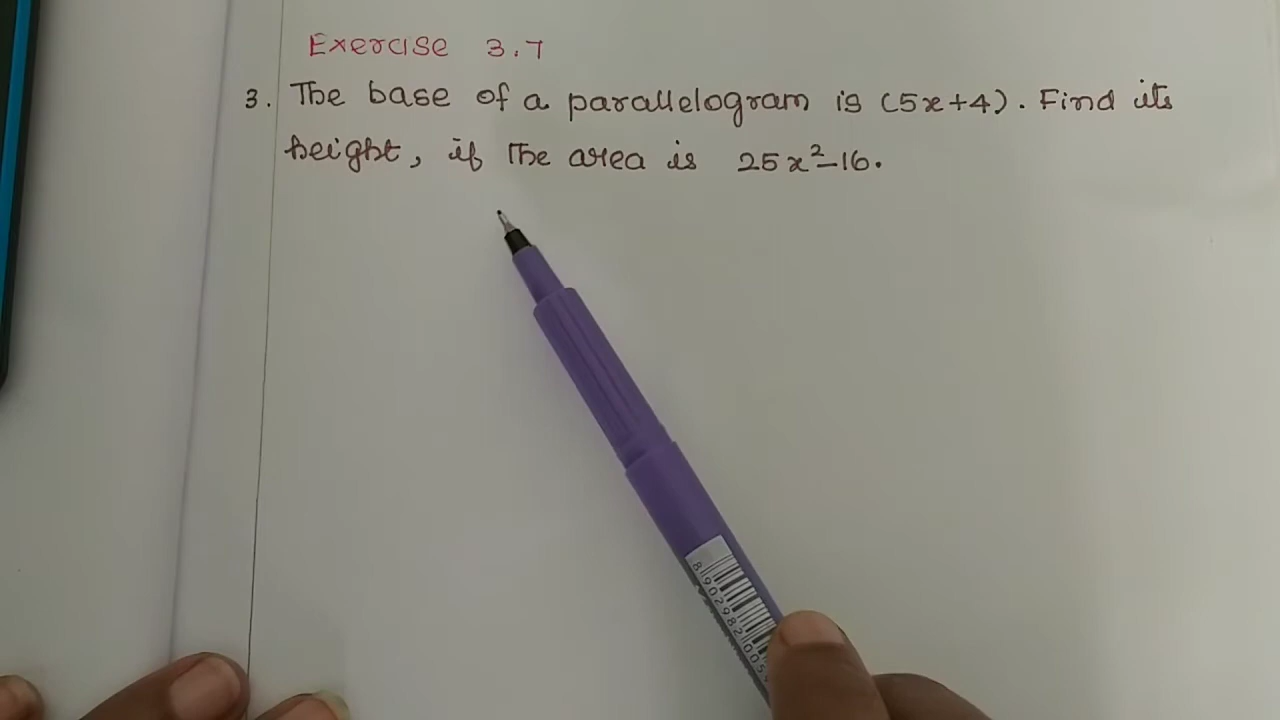 Exercise 3.7
3. The base of a parallelogram is (5x+4). Find its
height, if the area is 25x²-16.